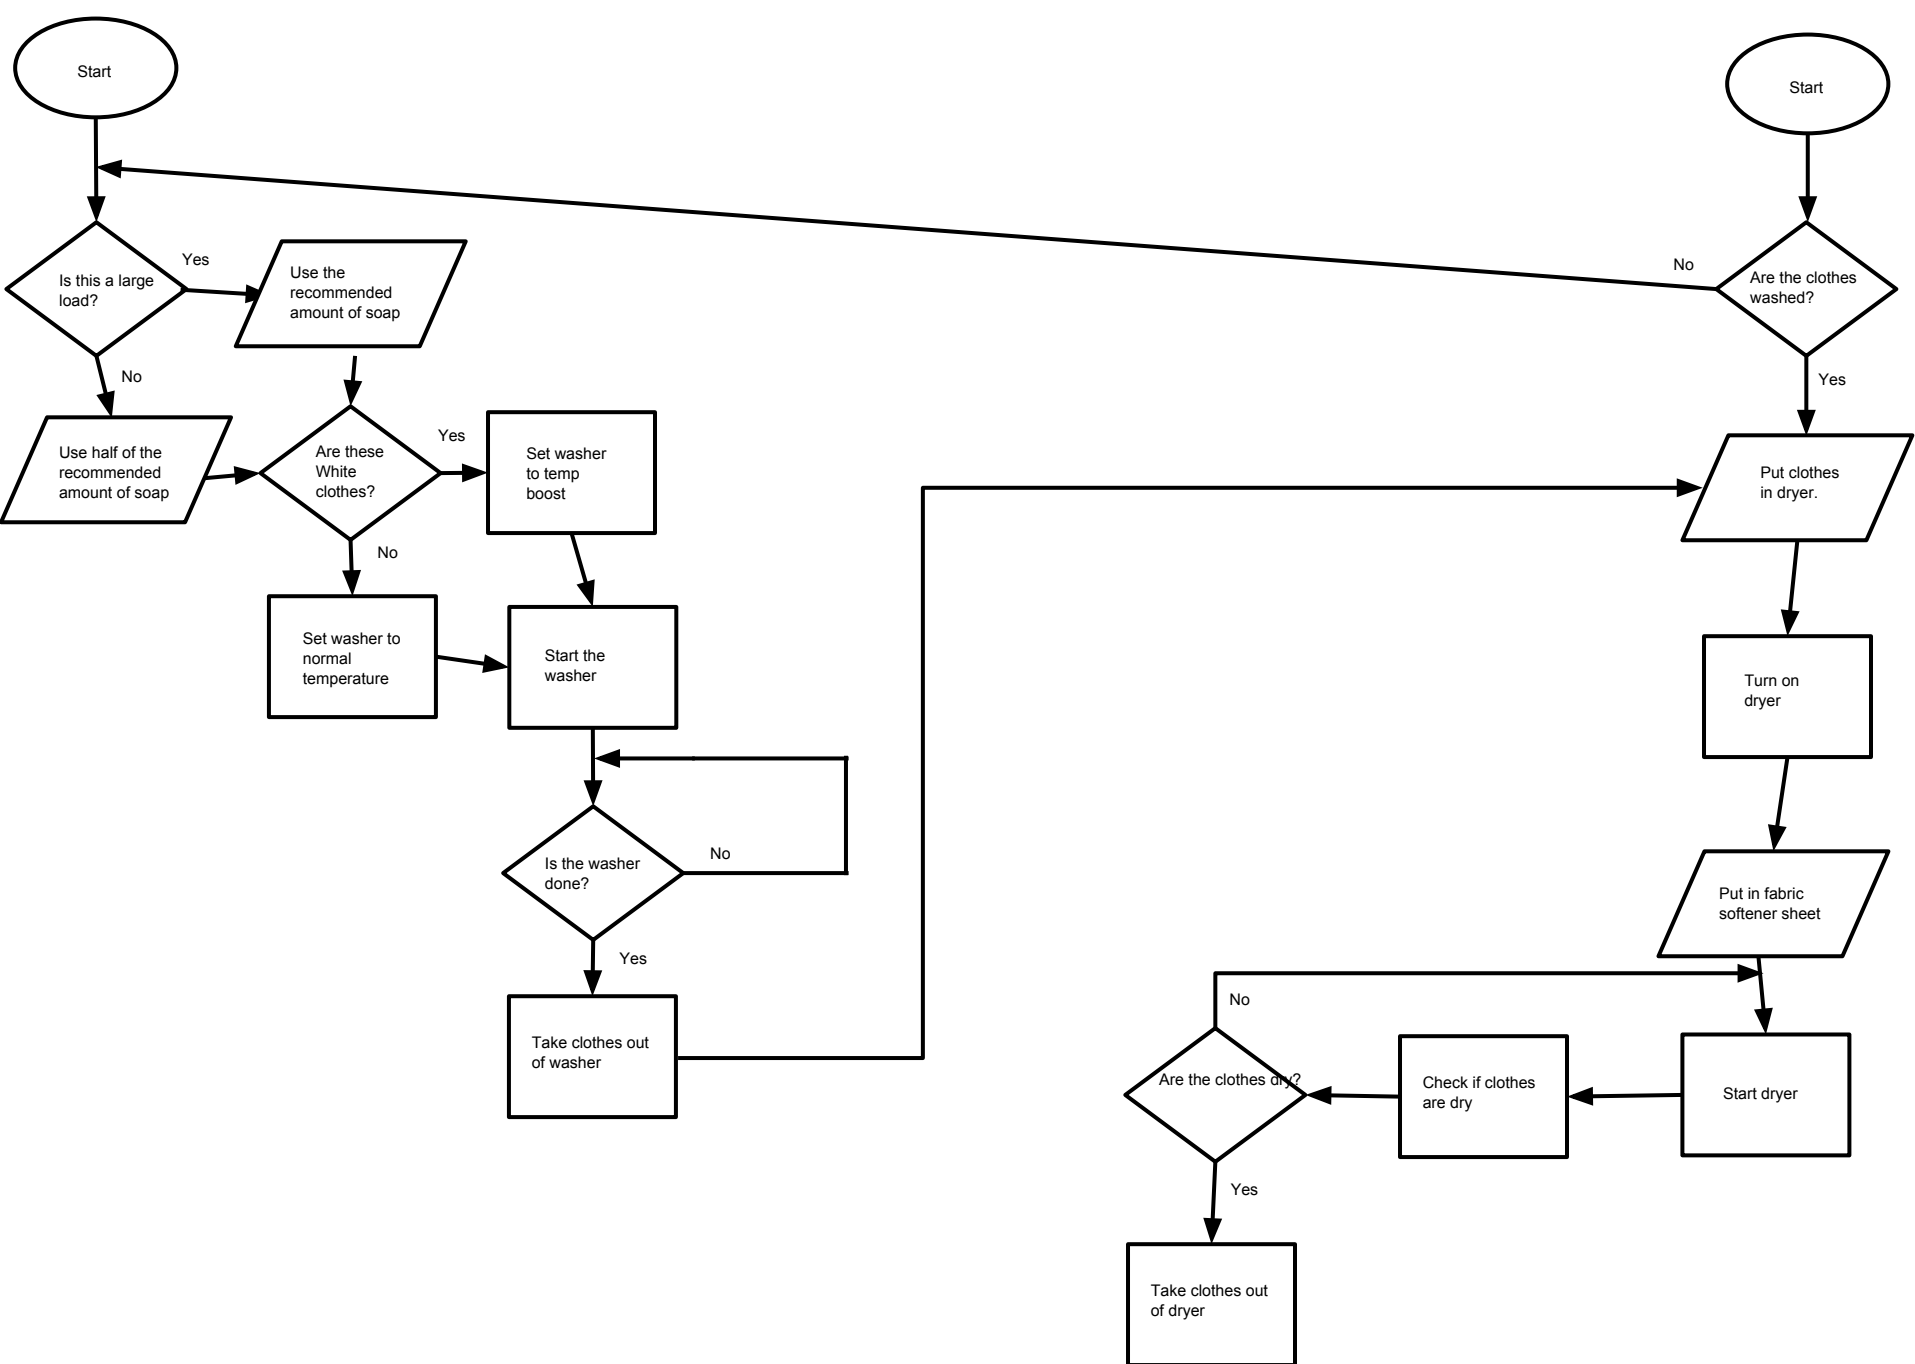 Start
Is this a large
load?
Yes
No
Use the
recommended
amount of soap
Use half of the
recommended
amount of soap
Are these
White
clothes?
Yes
No
Set washer
to temp
boost
Set washer to
normal
temperature
Start the
washer
Is the washer
done?
No
Yes
Take clothes out
of washer
Start
Are the clothes
washed?
No
Yes
Put clothes
in dryer.
Turn on
dryer
Put in fabric
softener sheet
Start dryer
Check if clothes
are dry
Are the clothes dry?
No
Yes
Take clothes out
of dryer